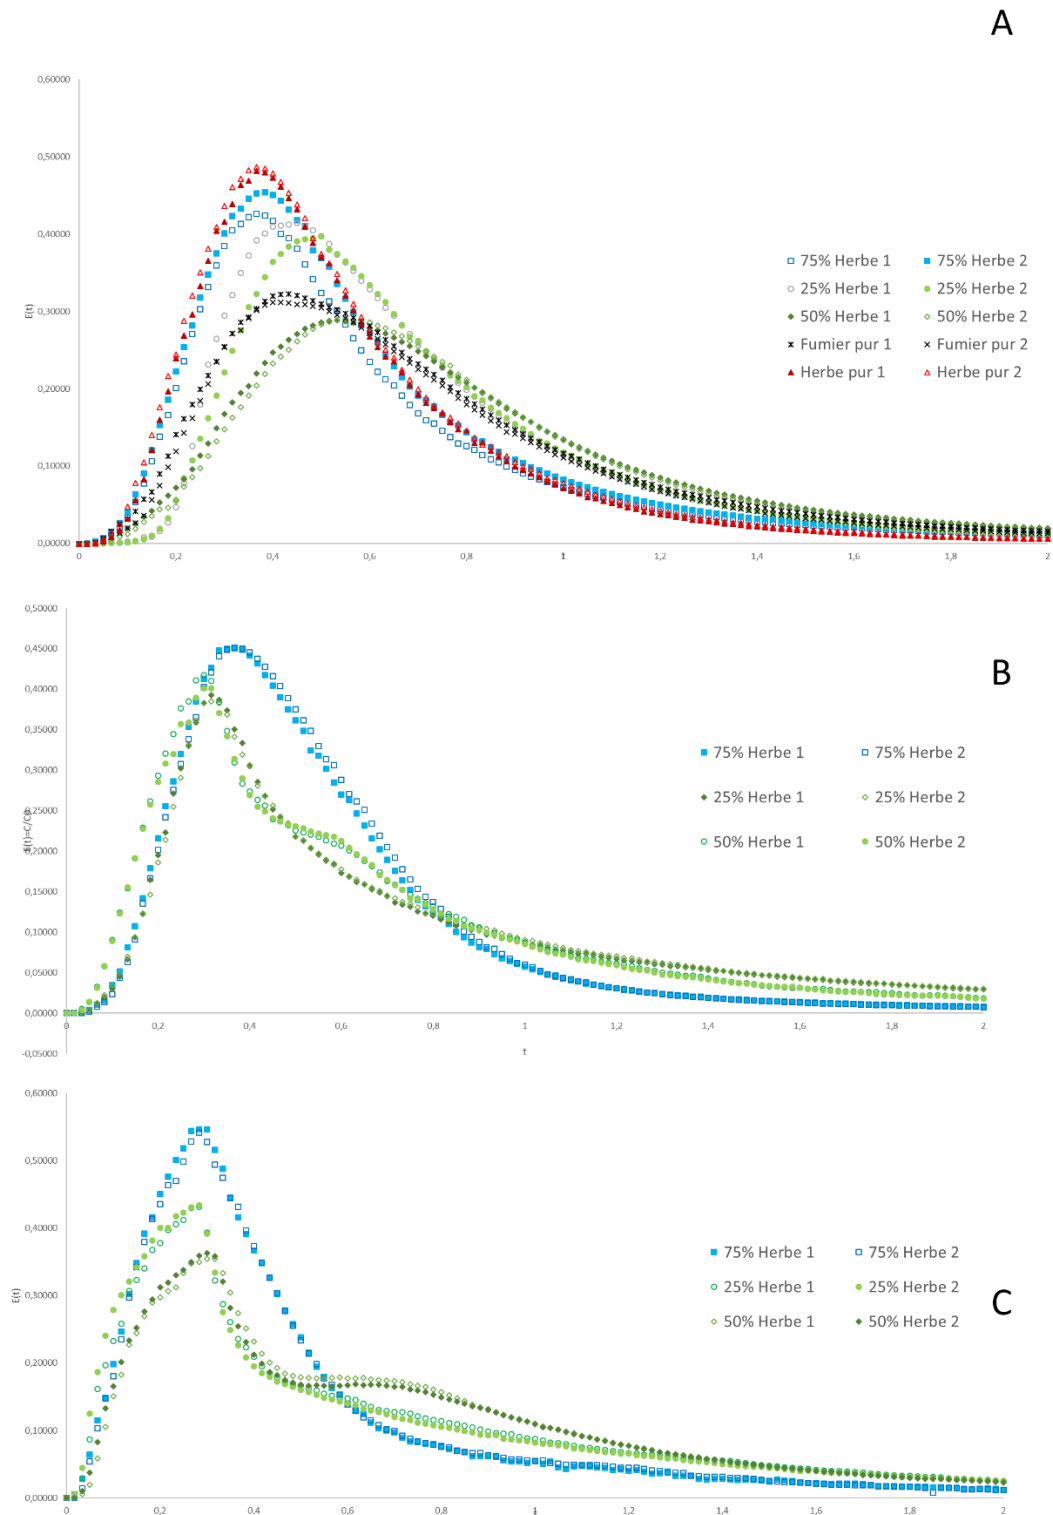 A
0,60000
0,50000
0,40000
0,30000
0,20000
0,10000
0,00000
E(t)
0 0,2 0,4 0,6 0,8 1 1,2 1,4 1,6 1,8 2
t
75% Herbe 1 75% Herbe 2
25% Herbe 1 25% Herbe 2
50% Herbe 1 50% Herbe 2
Fumier pur 1 Fumier pur 2
Herbe pur 1 Herbe pur 2
B
0,50000
0,45000
0,40000
0,35000
0,30000
0,25000
0,20000
0,15000
0,10000
0,05000
0,00000
-0,05000
E(t)=C/C0
0 0,2 0,4 0,6 0,8 1 1,2 1,4 1,6 1,8 2
t
75% Herbe 1 75% Herbe 2
25% Herbe 1 25% Herbe 2
50% Herbe 1 50% Herbe 2
0,60000
0,50000
0,40000
0,30000
0,20000
0,10000
0,00000
E(t)
0 0,2 0,4 0,6 0,8 1 1,2 1,4 1,6 1,8 2
t
75% Herbe 1 75% Herbe 2
25% Herbe 1 25% Herbe 2
50% Herbe 1 50% Herbe 2
C